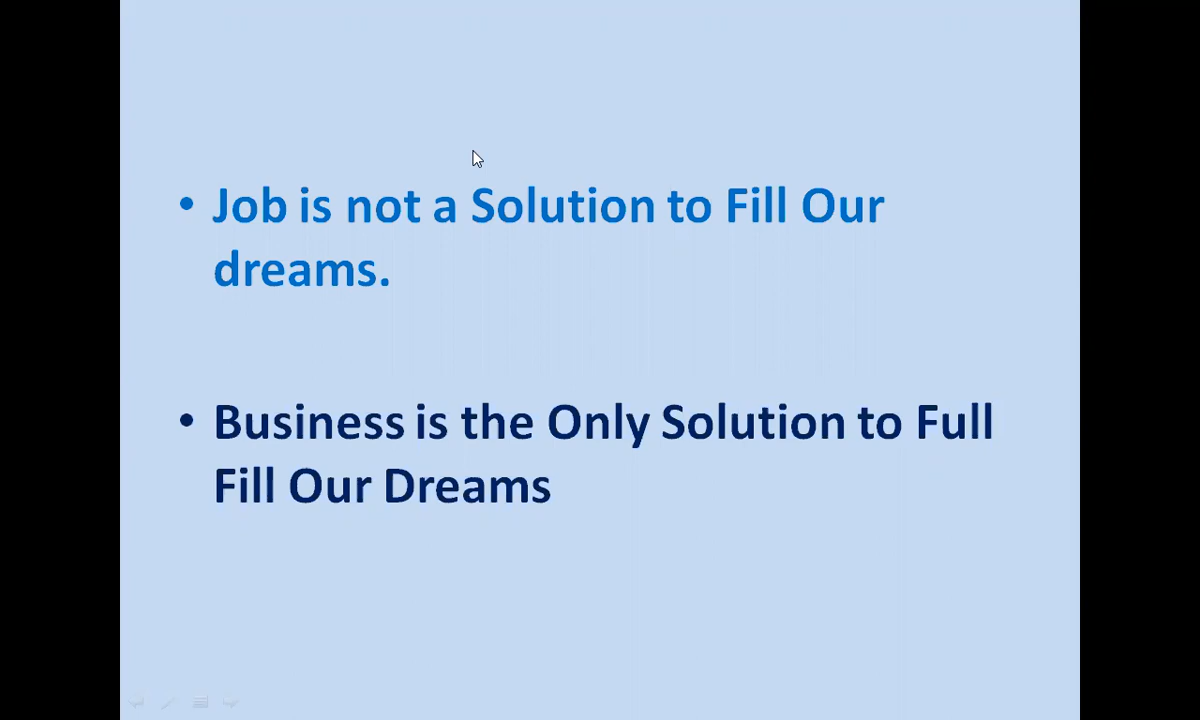 • Job is not a Solution to Fill Our
dreams.
• Business is the Only Solution to Full
Fill Our Dreams